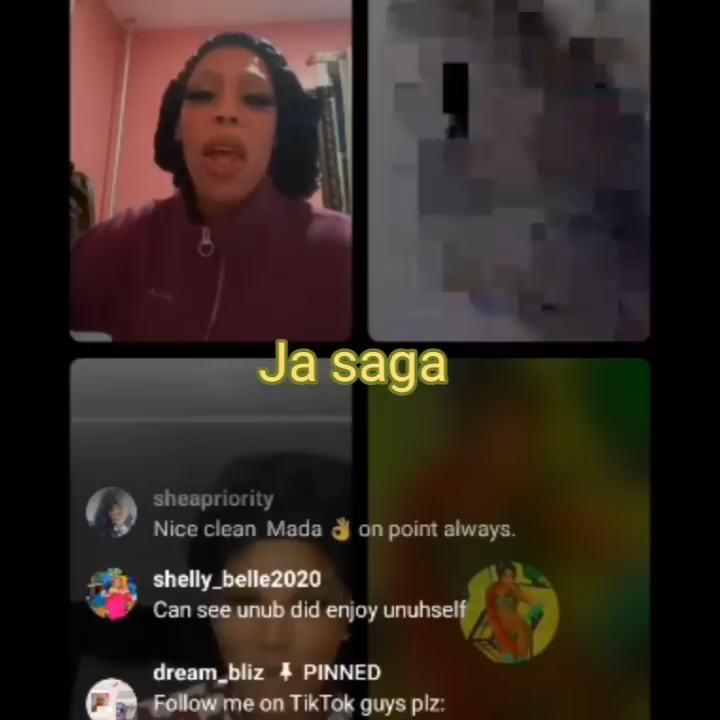 Ja saga
sheapriority
Nice clean Mada 👌 on point always.
shelly_belle2020
Can see unub did enjoy unuhself
dream_bliz 📌 PINNED
Follow me on TikTok guys plz: